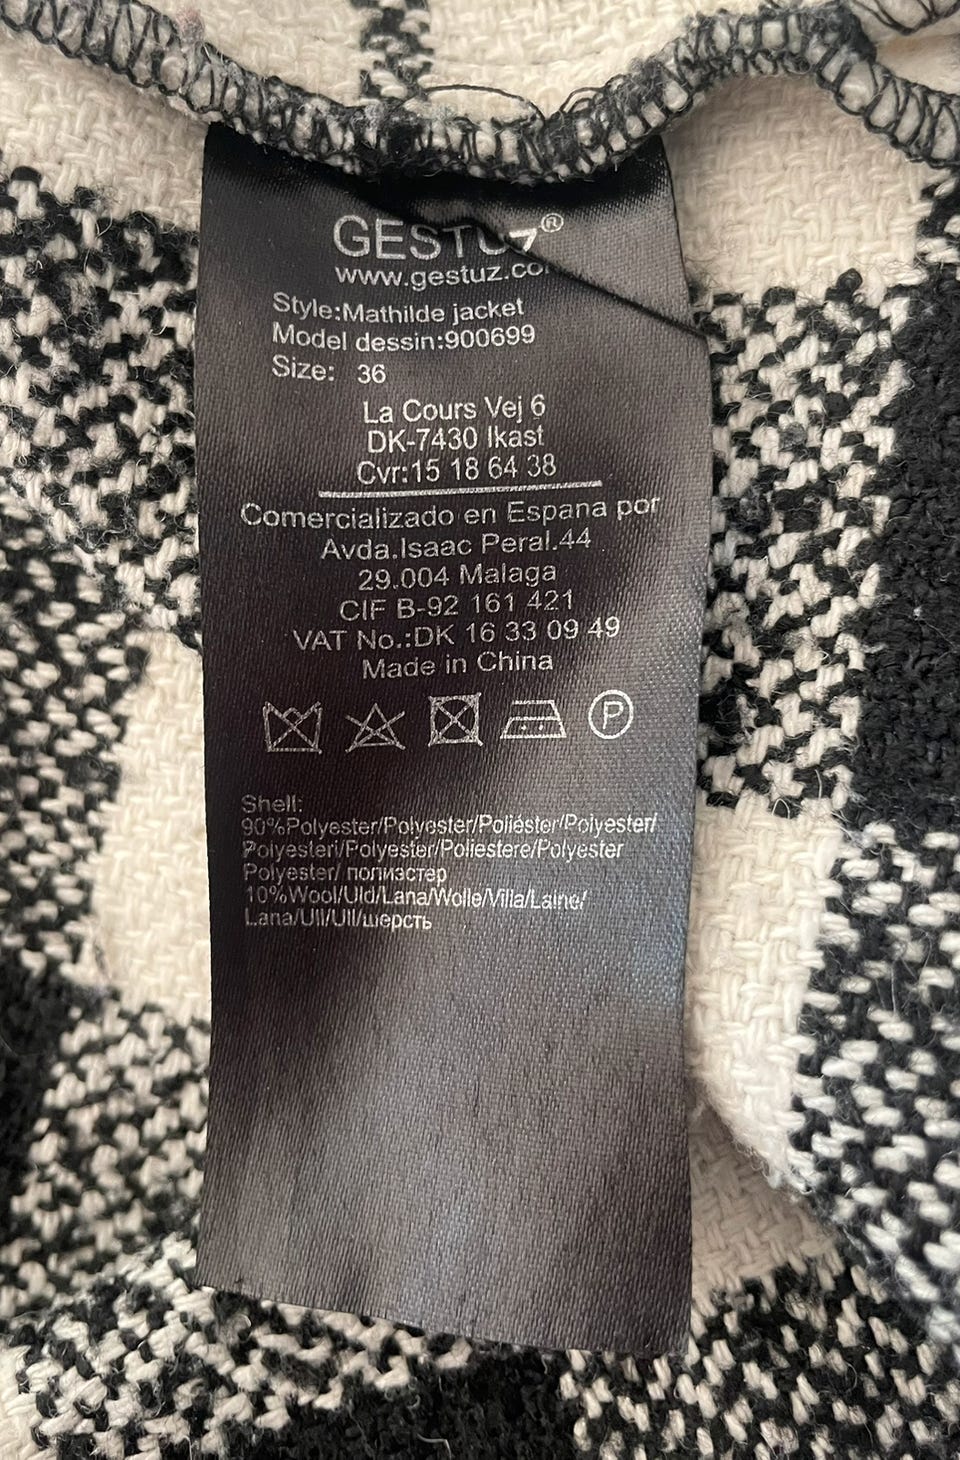 GESTUZ®
www.gestuz.co
Style:Mathilde jacket
Model dessin:900699
Size: 36
La Cours Vej 6
DK-7430 Ikast
Cvr:15 18 64 38
Comercializado en Espana por
Avda.Isaac Peral.44
29.004 Malaga
CIF B-92 161 421
VAT No.:DK 16 33 09 49
Made in China
P
Shell:
90%Polyester/Polyester/Poliéster/Polyester/
Polyesteri/Polyester/Poliestere/Polyester
Polyester/ полиэстер
10%Wool/Uld/Lana/Wolle/Villa/Laine/
Lana/Ull/Ull/шерсть